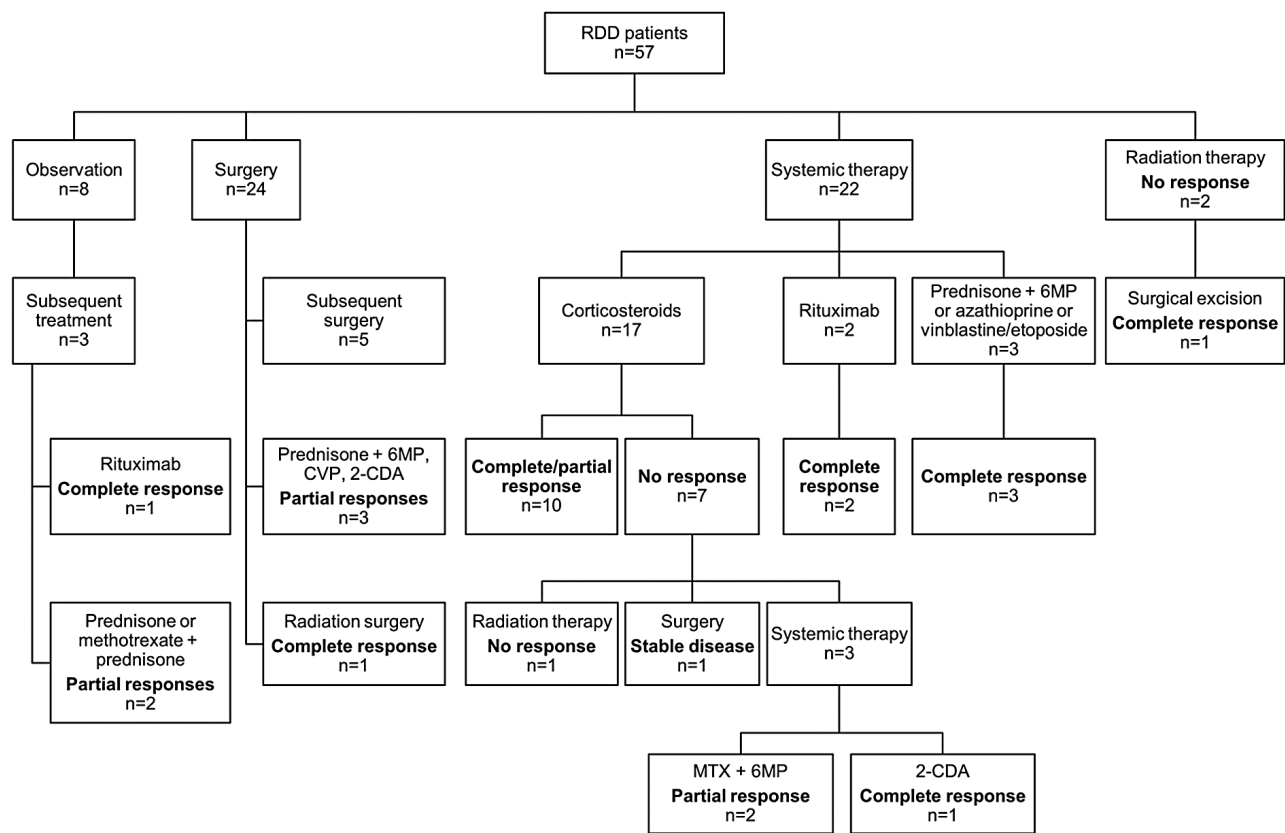 RDD patients
n=57
Observation
n=8
Surgery
n=24
Systemic therapy
n=22
Radiation therapy
No response
n=2
Subsequent
treatment
n=3
Subsequent
surgery
n=5
Corticosteroids
n=17
Rituximab
n=2
Prednisone + 6MP
or azathioprine or
vinblastine/etoposide
n=3
Surgical excision
Complete response
n=1
Rituximab
Complete response
n=1
Prednisone + 6MP,
CVP, 2-CDA
Partial responses
n=3
Complete/partial
response
n=10
No response
n=7
Complete
response
n=2
Complete response
n=3
Prednisone or
methotrexate +
prednisone
Partial responses
n=2
Radiation surgery
Complete response
n=1
Radiation therapy
No response
n=1
Surgery
Stable disease
n=1
Systemic therapy
n=3
MTX + 6MP
Partial response
n=2
2-CDA
Complete response
n=1